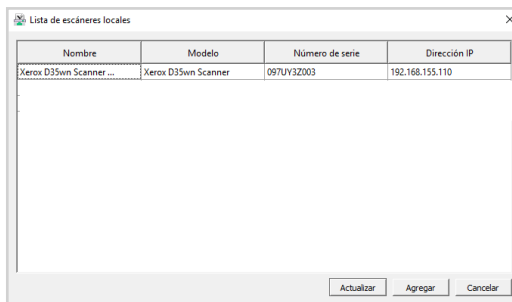 Lista de escáneres locales
Nombre Modelo Número de serie Dirección IP
Xerox D35wn Scanner ... Xerox D35wn Scanner 097UY3Z003 192.168.155.110
Actualizar Agregar Cancelar